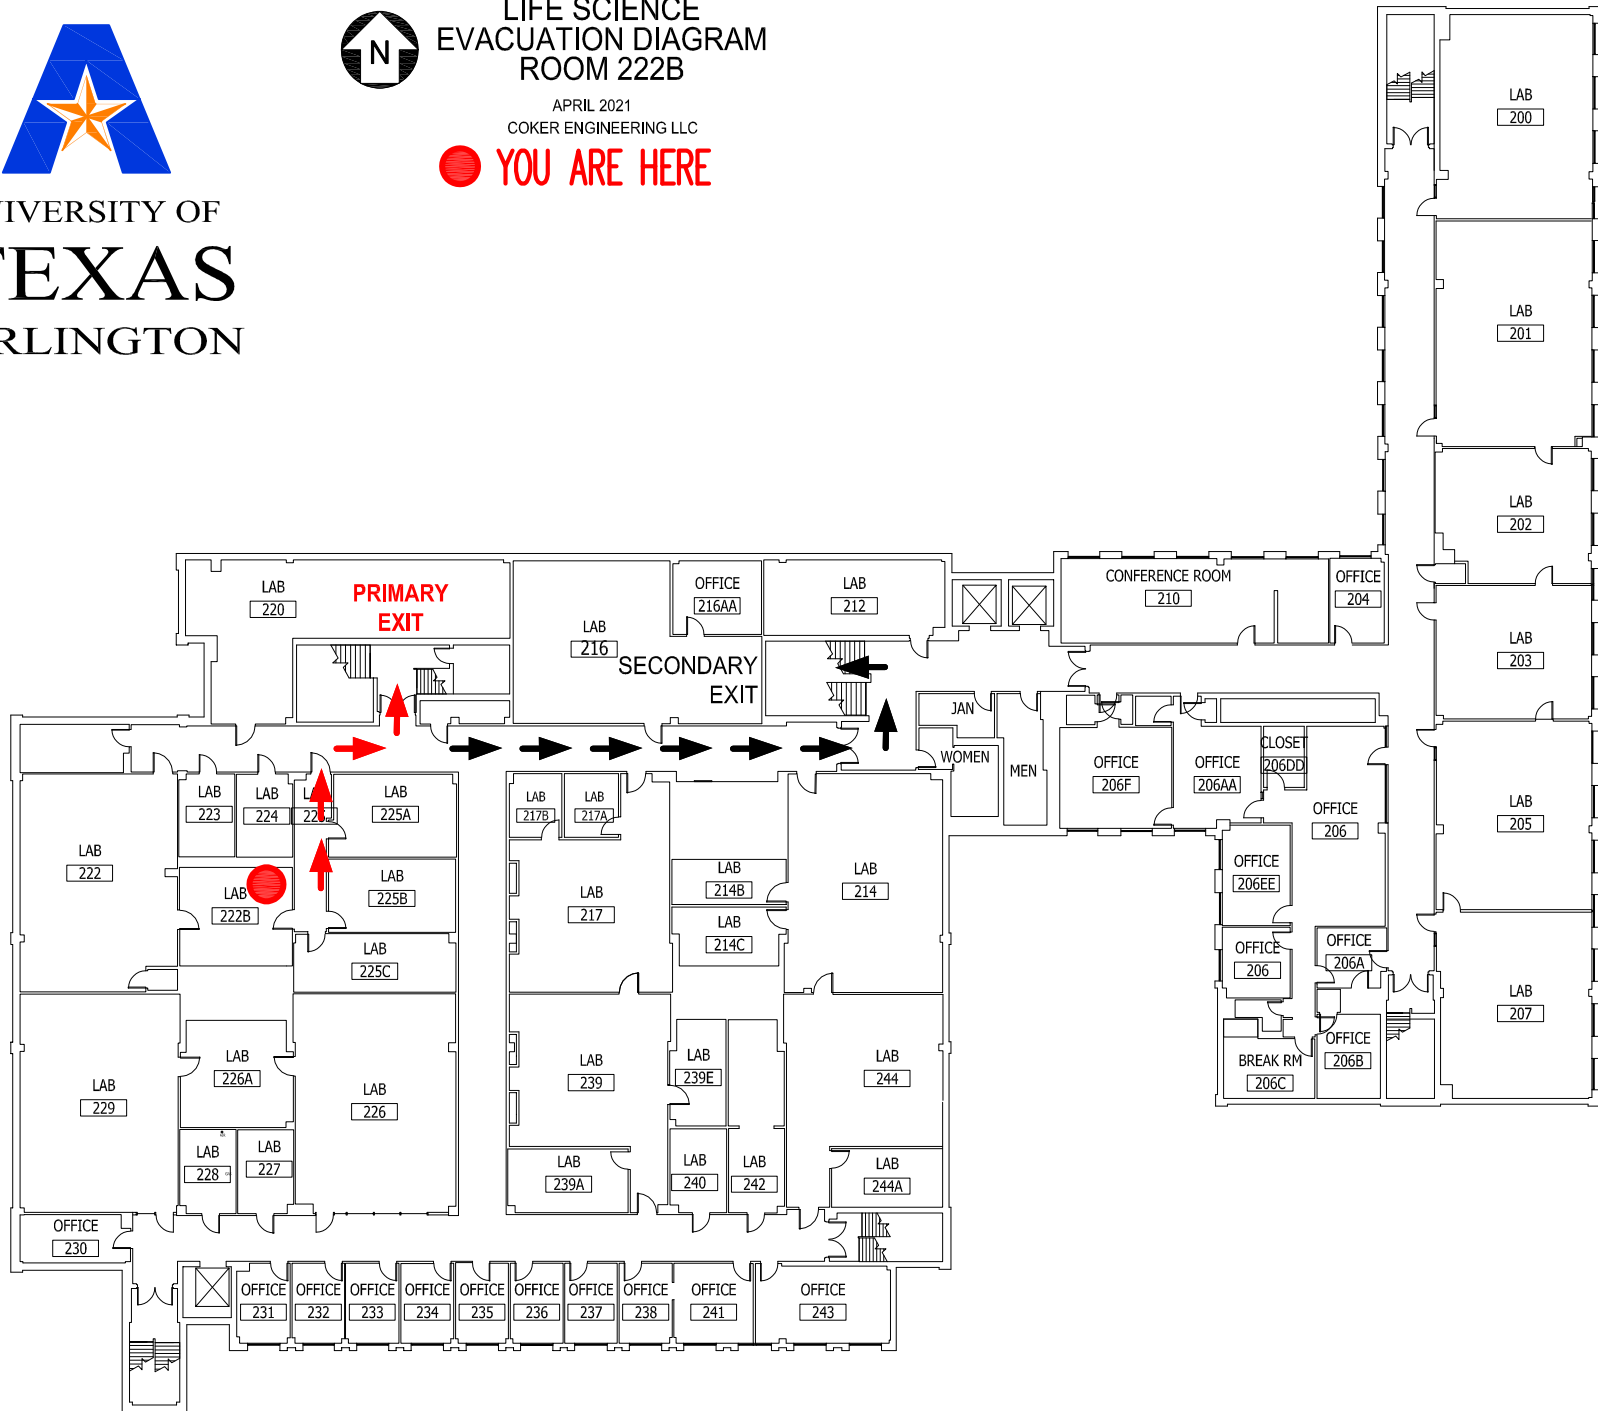 LIFE SCIENCE
EVACUATION DIAGRAM
ROOM 222B
APRIL 2021
COKER ENGINEERING LLC
YOU ARE HERE
N
A
IVERSITY OF
TEXAS
RLINGTON
LAB
200
LAB
201
LAB
202
LAB
203
LAB
205
LAB
207
CONFERENCE ROOM
210
OFFICE
204
LAB
220
PRIMARY
EXIT
LAB
216
OFFICE
216AA
LAB
212
SECONDARY
EXIT
JAN
WOMEN
MEN
OFFICE
206F
OFFICE
206AA
CLOSET
206DD
OFFICE
206
OFFICE
206EE
OFFICE
206
OFFICE
206A
OFFICE
206B
BREAK RM
206C
LAB
222
LAB
223
LAB
224
LAB
225A
LAB
225B
LAB
225C
LAB
222B
LAB
217B
LAB
217A
LAB
217
LAB
214B
LAB
214C
LAB
214
LAB
229
LAB
226A
LAB
226
LAB
228
LAB
227
LAB
239
LAB
239E
LAB
244
LAB
239A
LAB
240
LAB
242
LAB
244A
OFFICE
230
OFFICE
231
OFFICE
232
OFFICE
233
OFFICE
234
OFFICE
235
OFFICE
236
OFFICE
237
OFFICE
238
OFFICE
241
OFFICE
243